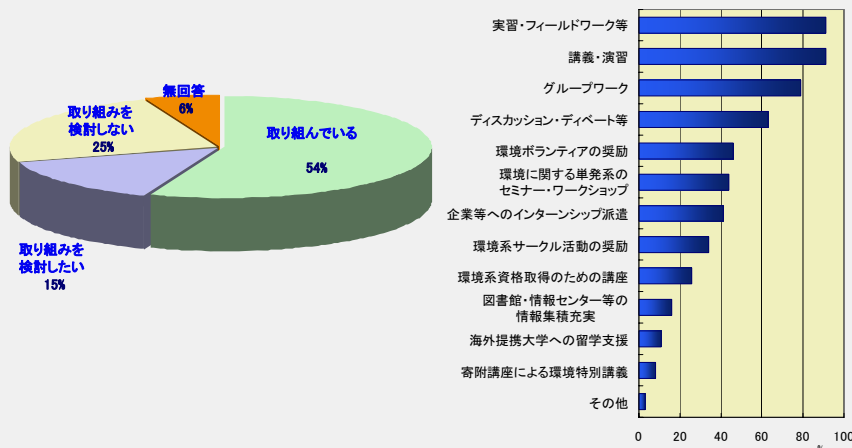 無回答
6%
取り組みを
検討しない
25%
取り組んでいる
54%
取り組みを
検討したい
15%
実習・フィールドワーク等
講義・演習
グループワーク
ディスカッション・ディベート等
環境ボランティアの奨励
環境に関する単発系の
セミナー・ワークショップ
企業等へのインターンシップ派遣
環境系サークル活動の奨励
環境系資格取得のための講座
図書館・情報センター等の
情報集積充実
海外提携大学への留学支援
寄附講座による環境特別講義
その他
0 20 40 60 80 100
%